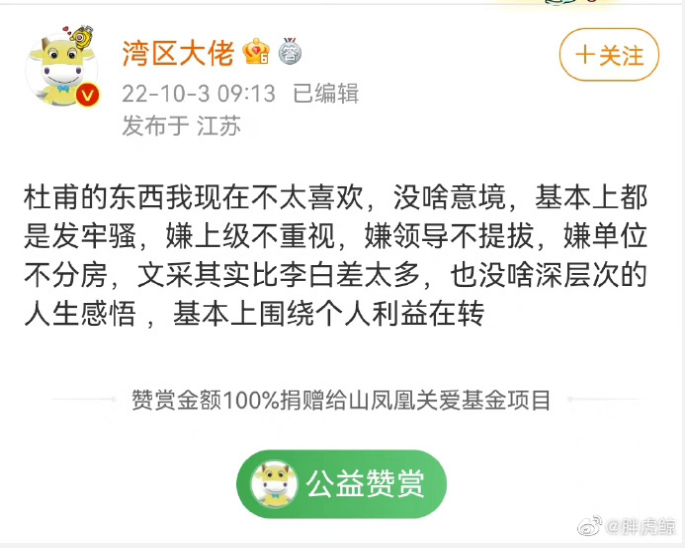 湾区大佬
22-10-3 09:13 已编辑
发布于 江苏
+关注
杜甫的东西我现在不太喜欢，没啥意境，基本上都
是发牢骚，嫌上级不重视，嫌领导不提拔，嫌单位
不分房，文采其实比李白差太多，也没啥深层次的
人生感悟 ，基本上围绕个人利益在转
赞赏金额100%捐赠给山凤凰关爱基金项目
公益赞赏
@胖虎鲸